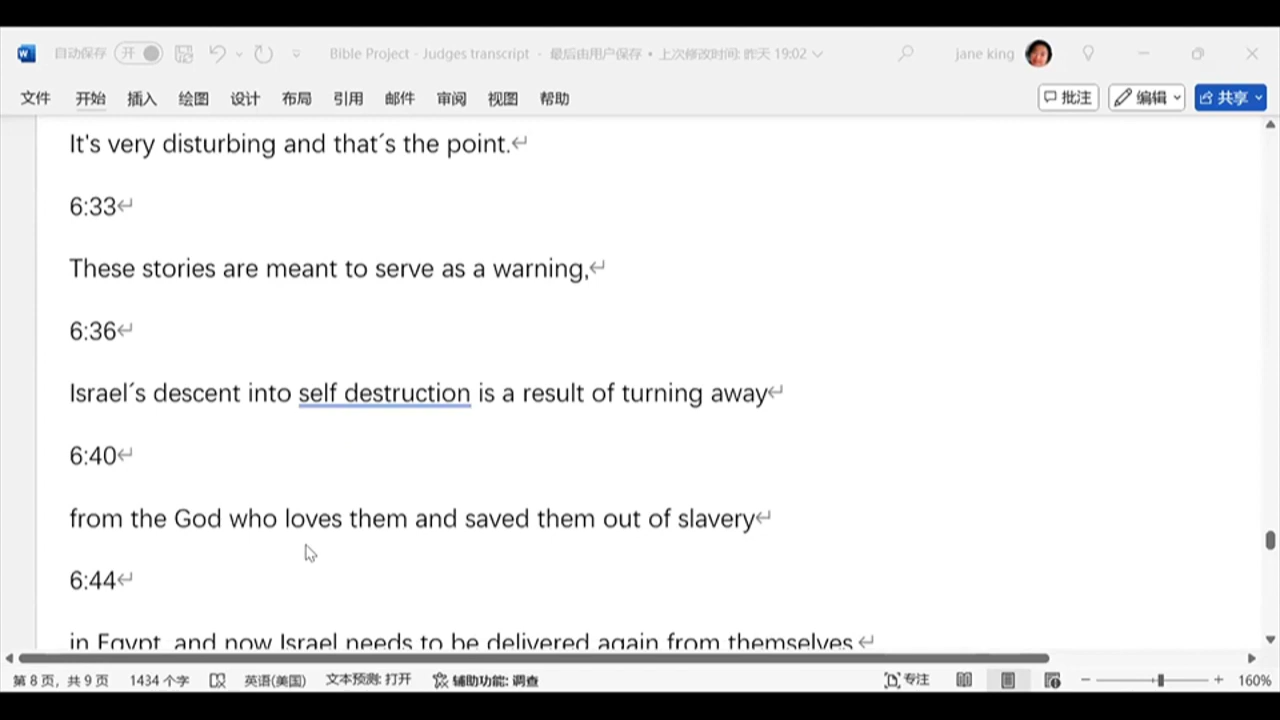 自动保存 开 Bible Project - Judges transcript · 最后由用户保存 • 上次修改时间: 昨天 19:02 jane king
文件 开始 插入 绘图 设计 布局 引用 邮件 审阅 视图 帮助 批注 编辑 共享
It's very disturbing and that´s the point.
6:33
These stories are meant to serve as a warning,
6:36
Israel´s descent into self destruction is a result of turning away
6:40
from the God who loves them and saved them out of slavery
6:44
in Egypt, and now Israel needs to be delivered again from themselves.
第 8 页，共 9 页 1434 个字 英语(美国) 文本预测: 打开 辅助功能: 调查 专注 160%